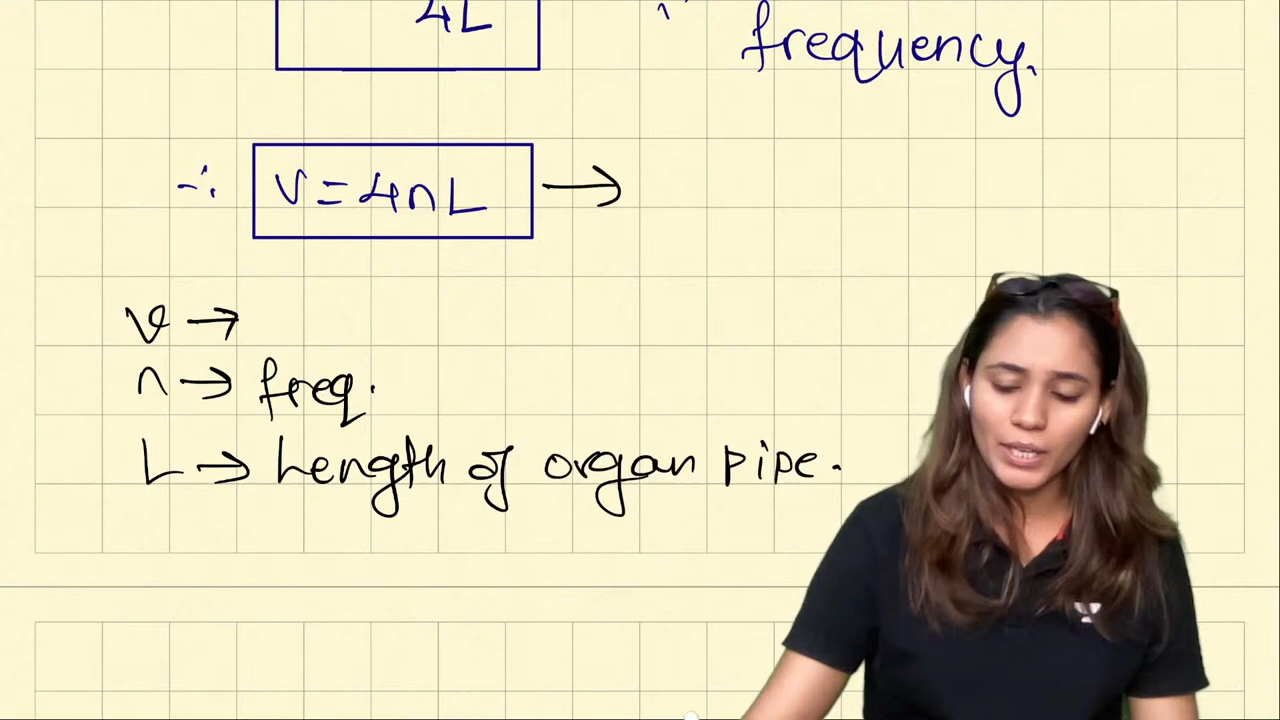 4L
frequency.
∴ V = 4nL →
v →
n → freq.
L → Length of organ pipe.